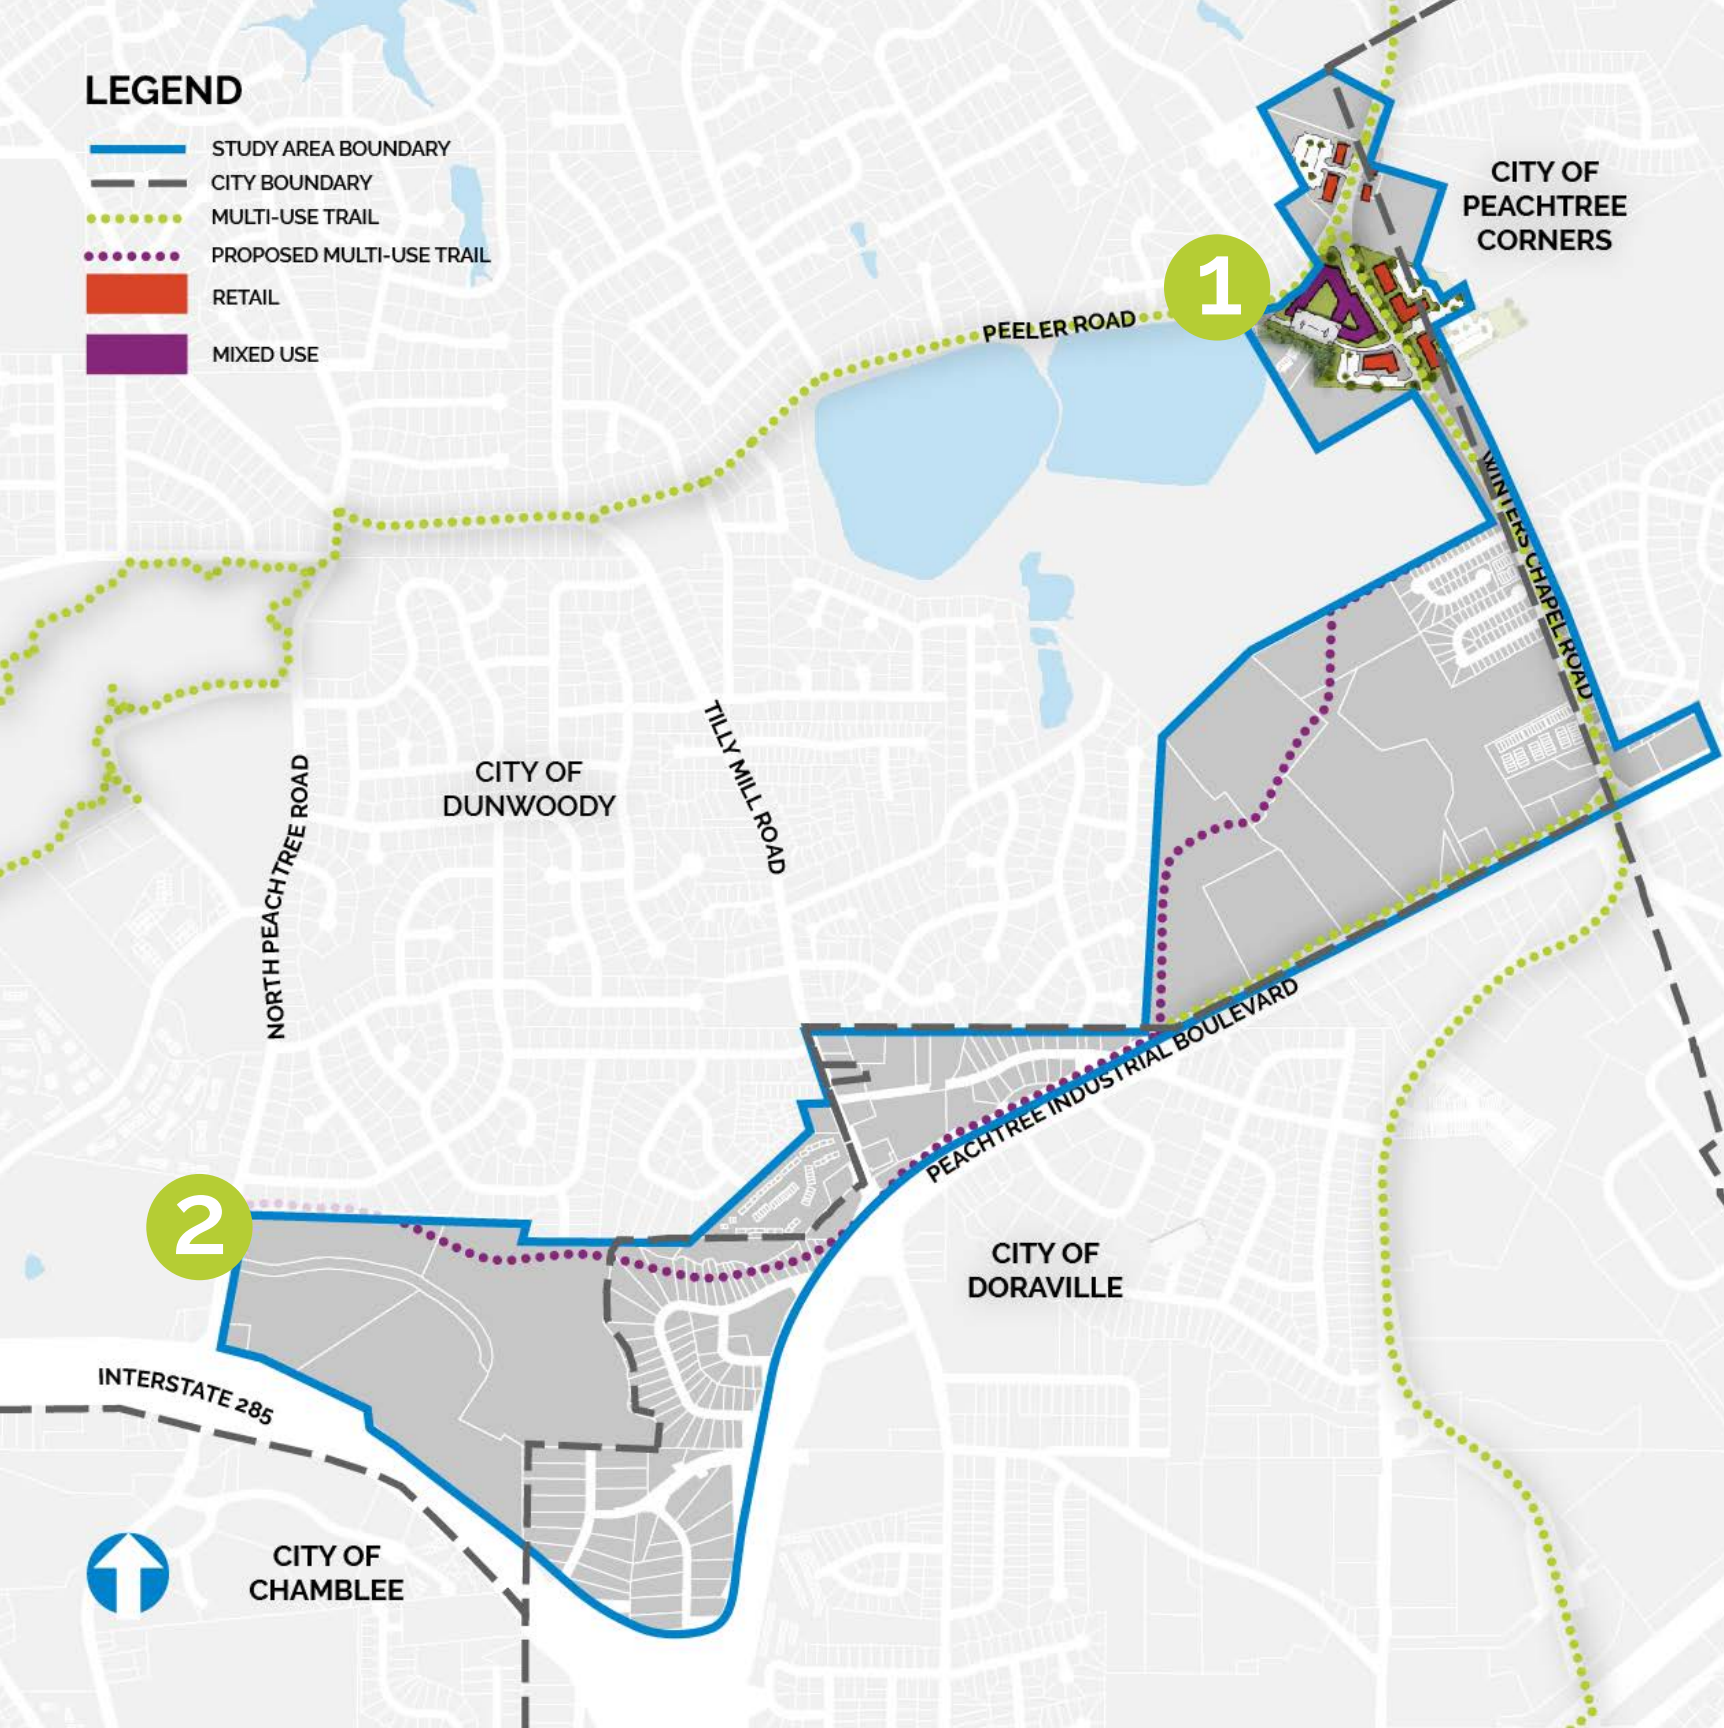 LEGEND
STUDY AREA BOUNDARY
CITY BOUNDARY
MULTI-USE TRAIL
PROPOSED MULTI-USE TRAIL
RETAIL
MIXED USE
CITY OF
PEACHTREE
CORNERS
1
PEELER ROAD
WINTERS CHAPEL ROAD
TILLY MILL ROAD
CITY OF
DUNWOODY
NORTH PEACHTREE ROAD
PEACHTREE INDUSTRIAL BOULEVARD
2
CITY OF
DORAVILLE
INTERSTATE 285
CITY OF
CHAMBLEE